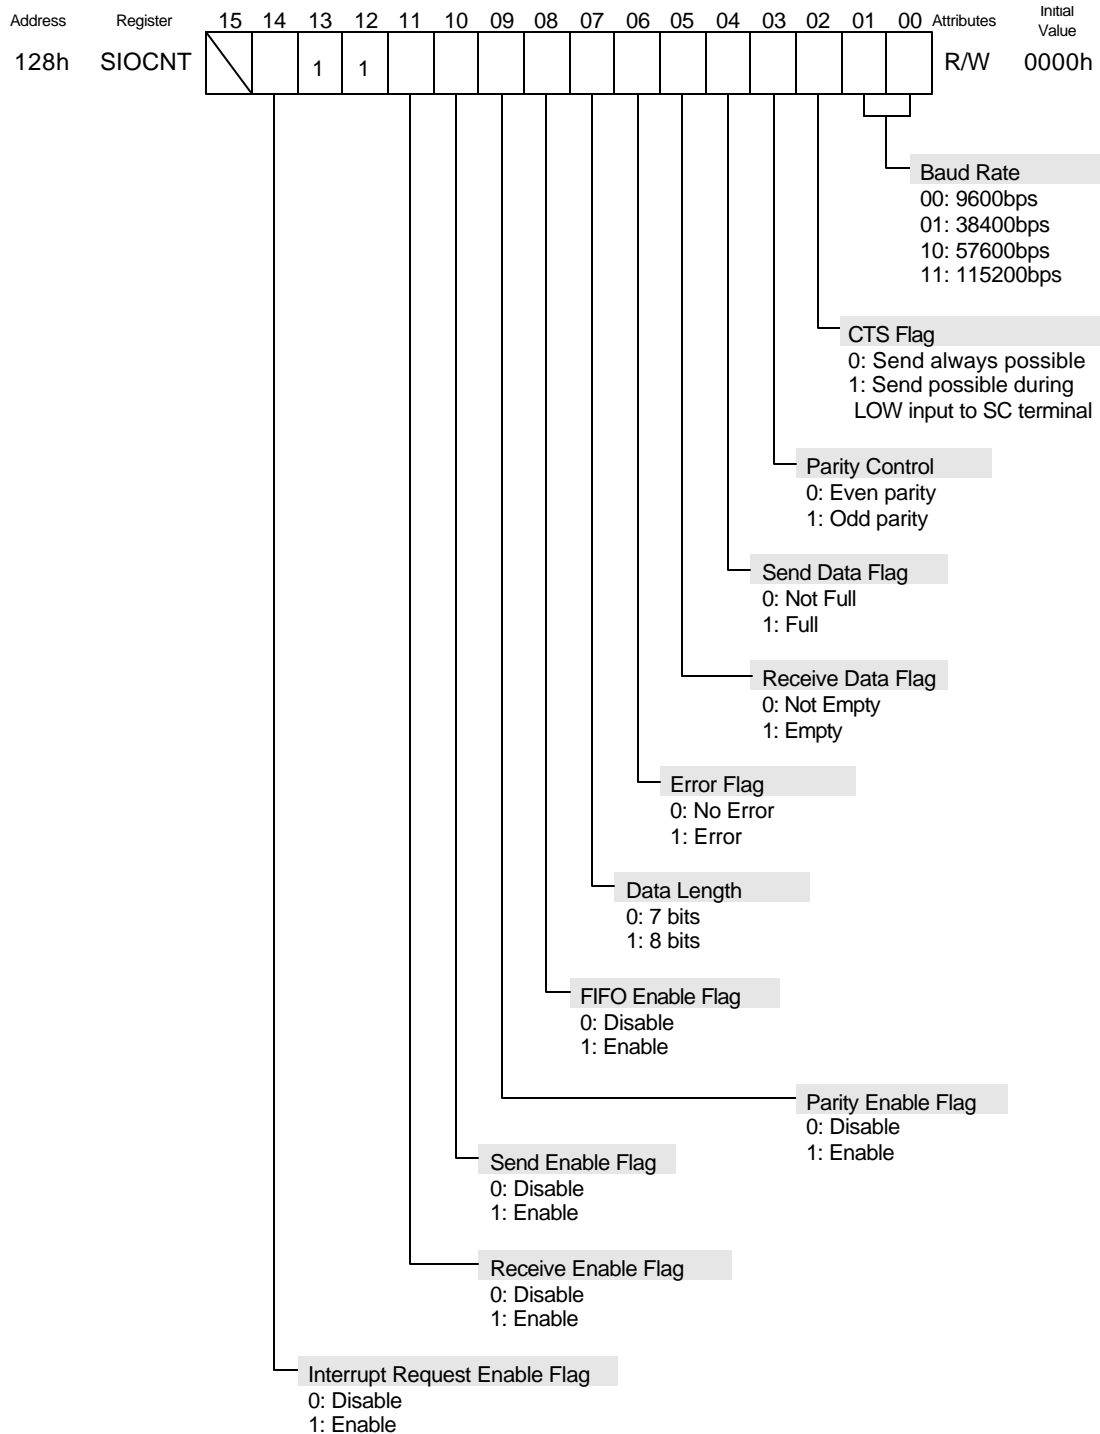 Address Register 15 14 13 12 11 10 09 08 07 06 05 04 03 02 01 00 Attributes Initial Value
128h SIOCNT 1 1 R/W 0000h
Baud Rate
00: 9600bps
01: 38400bps
10: 57600bps
11: 115200bps
CTS Flag
0: Send always possible
1: Send possible during
LOW input to SC terminal
Parity Control
0: Even parity
1: Odd parity
Send Data Flag
0: Not Full
1: Full
Receive Data Flag
0: Not Empty
1: Empty
Error Flag
0: No Error
1: Error
Data Length
0: 7 bits
1: 8 bits
FIFO Enable Flag
0: Disable
1: Enable
Parity Enable Flag
0: Disable
1: Enable
Send Enable Flag
0: Disable
1: Enable
Receive Enable Flag
0: Disable
1: Enable
Interrupt Request Enable Flag
0: Disable
1: Enable